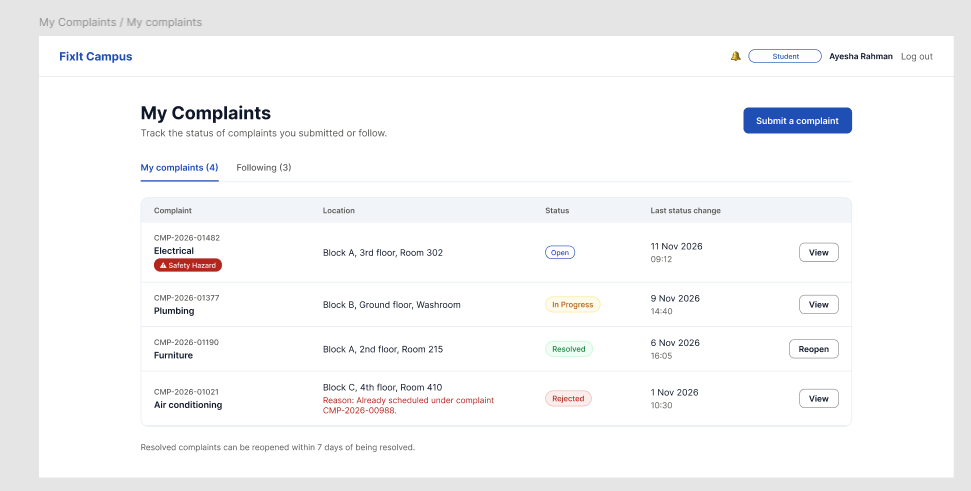 My Complaints / My complaints
FixIt Campus
Student
Ayesha Rahman
Log out
My Complaints
Track the status of complaints you submitted or follow.
Submit a complaint
My complaints (4)
Following (3)
Complaint
Location
Status
Last status change
CMP-2026-01482
Electrical
Safety Hazard
Block A, 3rd floor, Room 302
Open
11 Nov 2026
09:12
View
CMP-2026-01377
Plumbing
Block B, Ground floor, Washroom
In Progress
9 Nov 2026
14:40
View
CMP-2026-01190
Furniture
Block A, 2nd floor, Room 215
Resolved
6 Nov 2026
16:05
Reopen
CMP-2026-01021
Air conditioning
Block C, 4th floor, Room 410
Reason: Already scheduled under complaint
CMP-2026-00988.
Rejected
1 Nov 2026
10:30
View
Resolved complaints can be reopened within 7 days of being resolved.